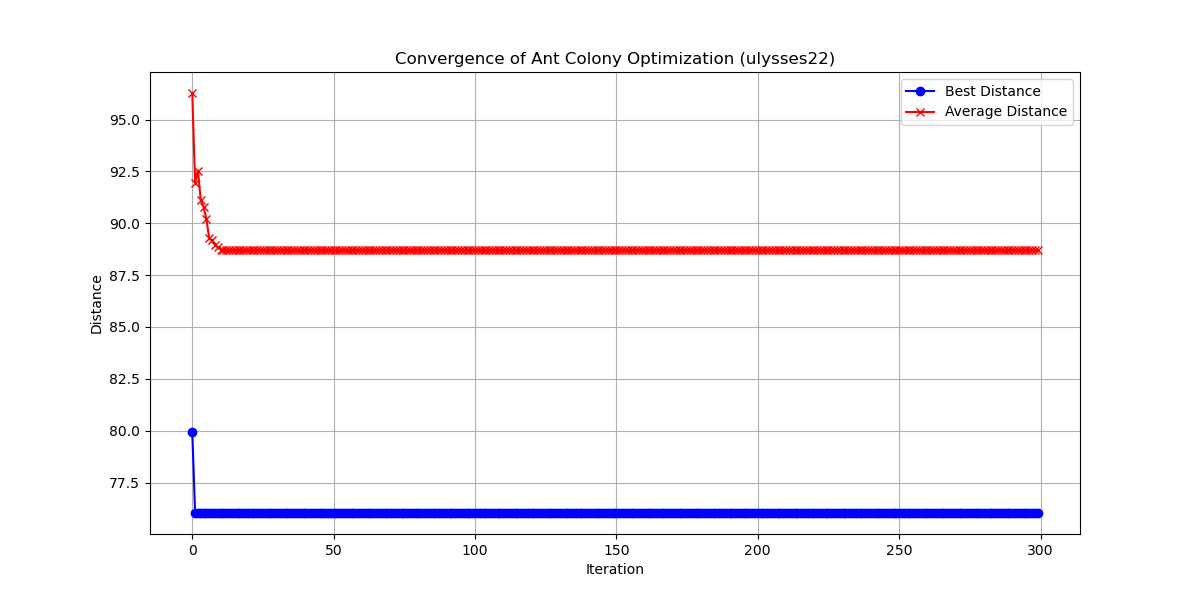 Convergence of Ant Colony Optimization (ulysses22)
Best Distance
Average Distance
95.0
92.5
90.0
87.5
85.0
82.5
80.0
77.5
Distance
0 50 100 150 200 250 300
Iteration